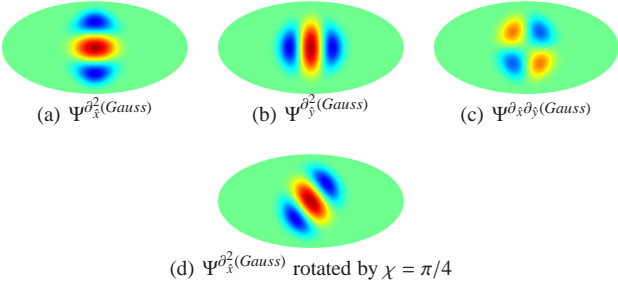 (a) Ψ^{∂²_{x̂}(Gauss)} (b) Ψ^{∂²_{ŷ}(Gauss)} (c) Ψ^{∂_{x̂}∂_{ŷ}(Gauss)}
(d) Ψ^{∂²_{x̂}(Gauss)} rotated by χ = π/4